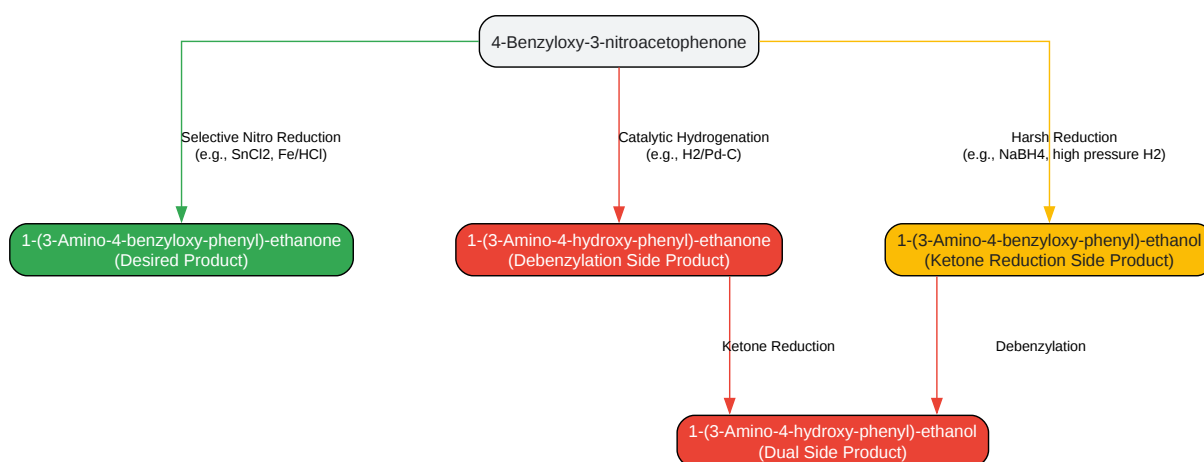 4-Benzyloxy-3-nitroacetophenone
Selective Nitro Reduction
(e.g., SnCl2, Fe/HCl)
Catalytic Hydrogenation
(e.g., H2/Pd-C)
Harsh Reduction
(e.g., NaBH4, high pressure H2)
1-(3-Amino-4-benzyloxy-phenyl)-ethanone
(Desired Product)
1-(3-Amino-4-hydroxy-phenyl)-ethanone
(Debenzylation Side Product)
1-(3-Amino-4-benzyloxy-phenyl)-ethanol
(Ketone Reduction Side Product)
Ketone Reduction
Debenzylation
1-(3-Amino-4-hydroxy-phenyl)-ethanol
(Dual Side Product)